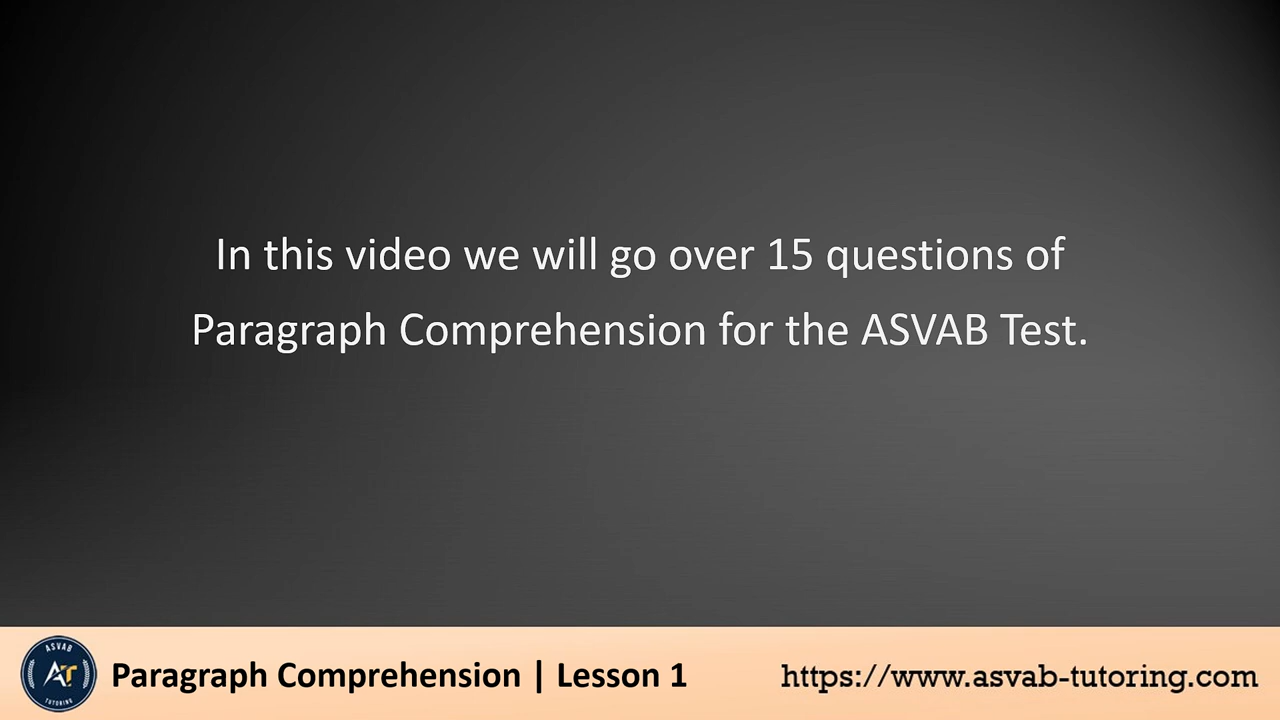 In this video we will go over 15 questions of
Paragraph Comprehension for the ASVAB Test.
ASVAB
AT
TUTORING
Paragraph Comprehension | Lesson 1
https://www.asvab-tutoring.com